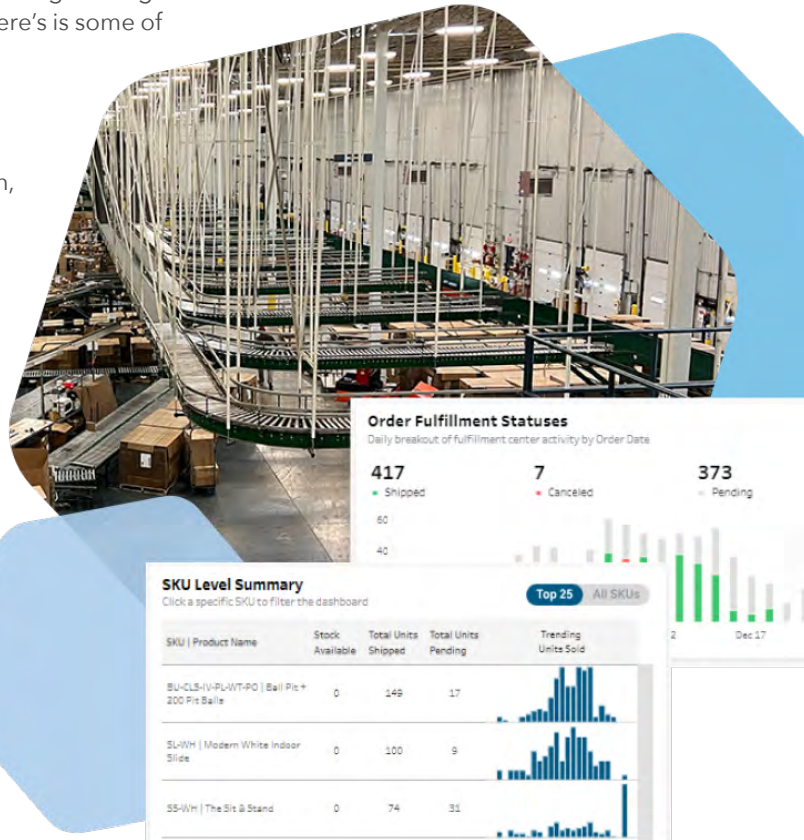 ere's is some of
n,
Order Fulfillment Statuses
Daily breakout of fulfillment center activity by Order Date
417 7 373
Shipped Canceled Pending
60
40
2 Dec 17
SKU Level Summary
Click a specific SKU to filter the dashboard
Top 25 All SKUs
SKU | Product Name Stock Available Total Units Shipped Total Units Pending Trending Units Sold
BU-CLS-IV-PL-WT-PO | Ball Pit +
200 Pit Balls 0 149 17
SL-WH | Modern White Indoor
Slide 0 100 9
SS-WH | The Sit & Stand 0 74 31